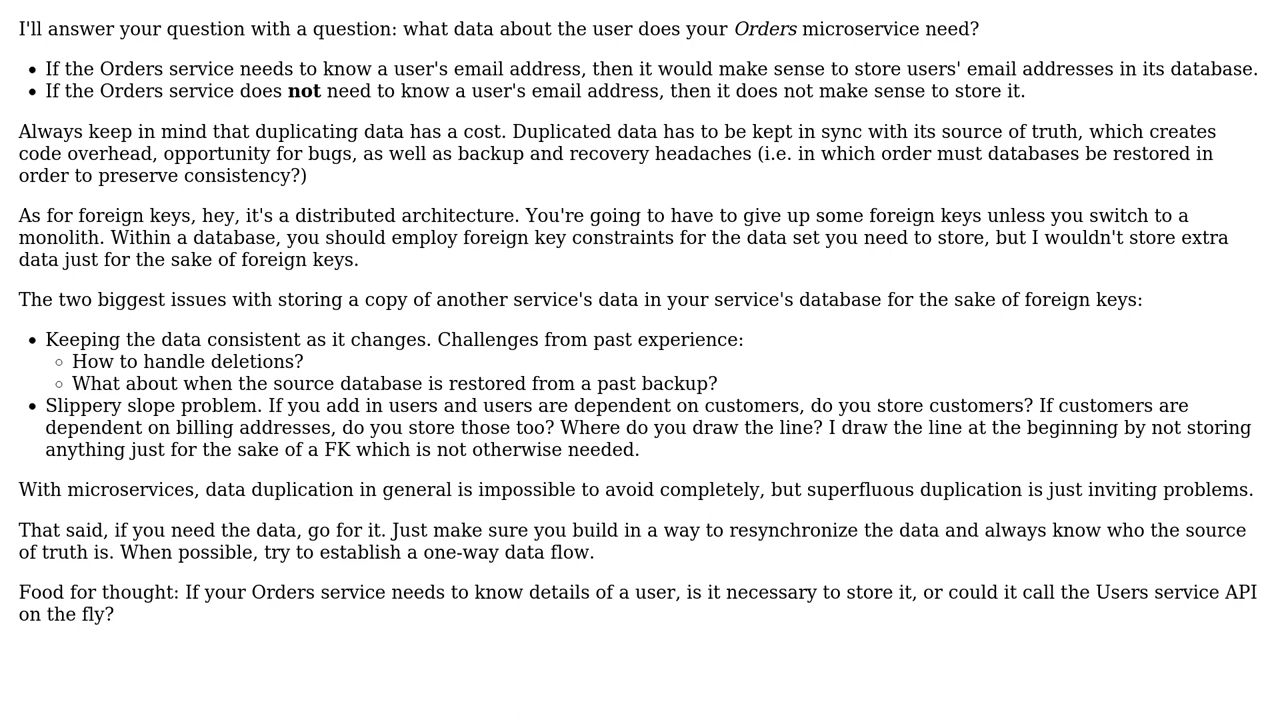 I'll answer your question with a question: what data about the user does your Orders microservice need?
• If the Orders service needs to know a user's email address, then it would make sense to store users' email addresses in its database.
• If the Orders service does not need to know a user's email address, then it does not make sense to store it.
Always keep in mind that duplicating data has a cost. Duplicated data has to be kept in sync with its source of truth, which creates
code overhead, opportunity for bugs, as well as backup and recovery headaches (i.e. in which order must databases be restored in
order to preserve consistency?)
As for foreign keys, hey, it's a distributed architecture. You're going to have to give up some foreign keys unless you switch to a
monolith. Within a database, you should employ foreign key constraints for the data set you need to store, but I wouldn't store extra
data just for the sake of foreign keys.
The two biggest issues with storing a copy of another service's data in your service's database for the sake of foreign keys:
• Keeping the data consistent as it changes. Challenges from past experience:
◦ How to handle deletions?
◦ What about when the source database is restored from a past backup?
• Slippery slope problem. If you add in users and users are dependent on customers, do you store customers? If customers are
dependent on billing addresses, do you store those too? Where do you draw the line? I draw the line at the beginning by not storing
anything just for the sake of a FK which is not otherwise needed.
With microservices, data duplication in general is impossible to avoid completely, but superfluous duplication is just inviting problems.
That said, if you need the data, go for it. Just make sure you build in a way to resynchronize the data and always know who the source
of truth is. When possible, try to establish a one-way data flow.
Food for thought: If your Orders service needs to know details of a user, is it necessary to store it, or could it call the Users service API
on the fly?